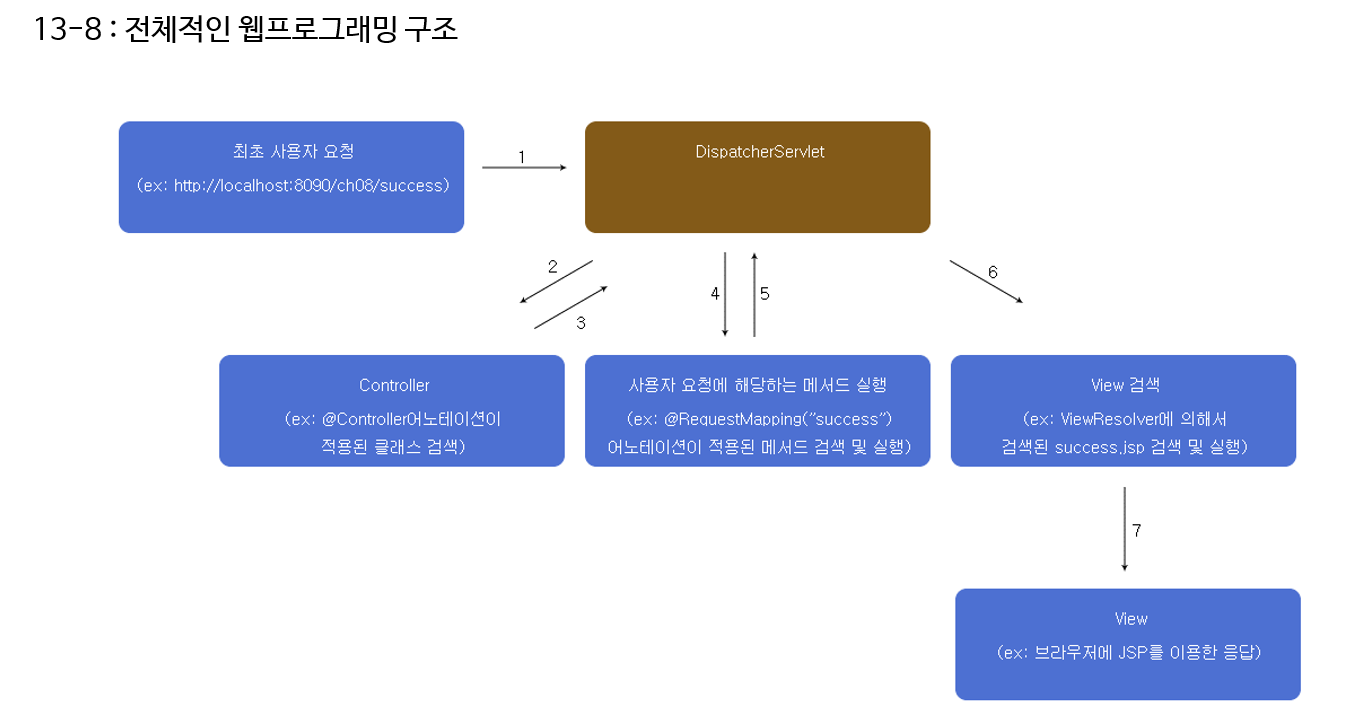 13-8 : 전체적인 웹프로그래밍 구조
최초 사용자 요청
(ex: http://localhost:8090/ch08/success)
1
DispatcherServlet
2
3
4
5
6
Controller
(ex: @Controller어노테이션이
적용된 클래스 검색)
사용자 요청에 해당하는 메서드 실행
(ex: @RequestMapping("success")
어노테이션이 적용된 메서드 검색 및 실행)
View 검색
(ex: ViewResolver에 의해서
검색된 success.jsp 검색 및 실행)
7
View
(ex: 브라우저에 JSP를 이용한 응답)